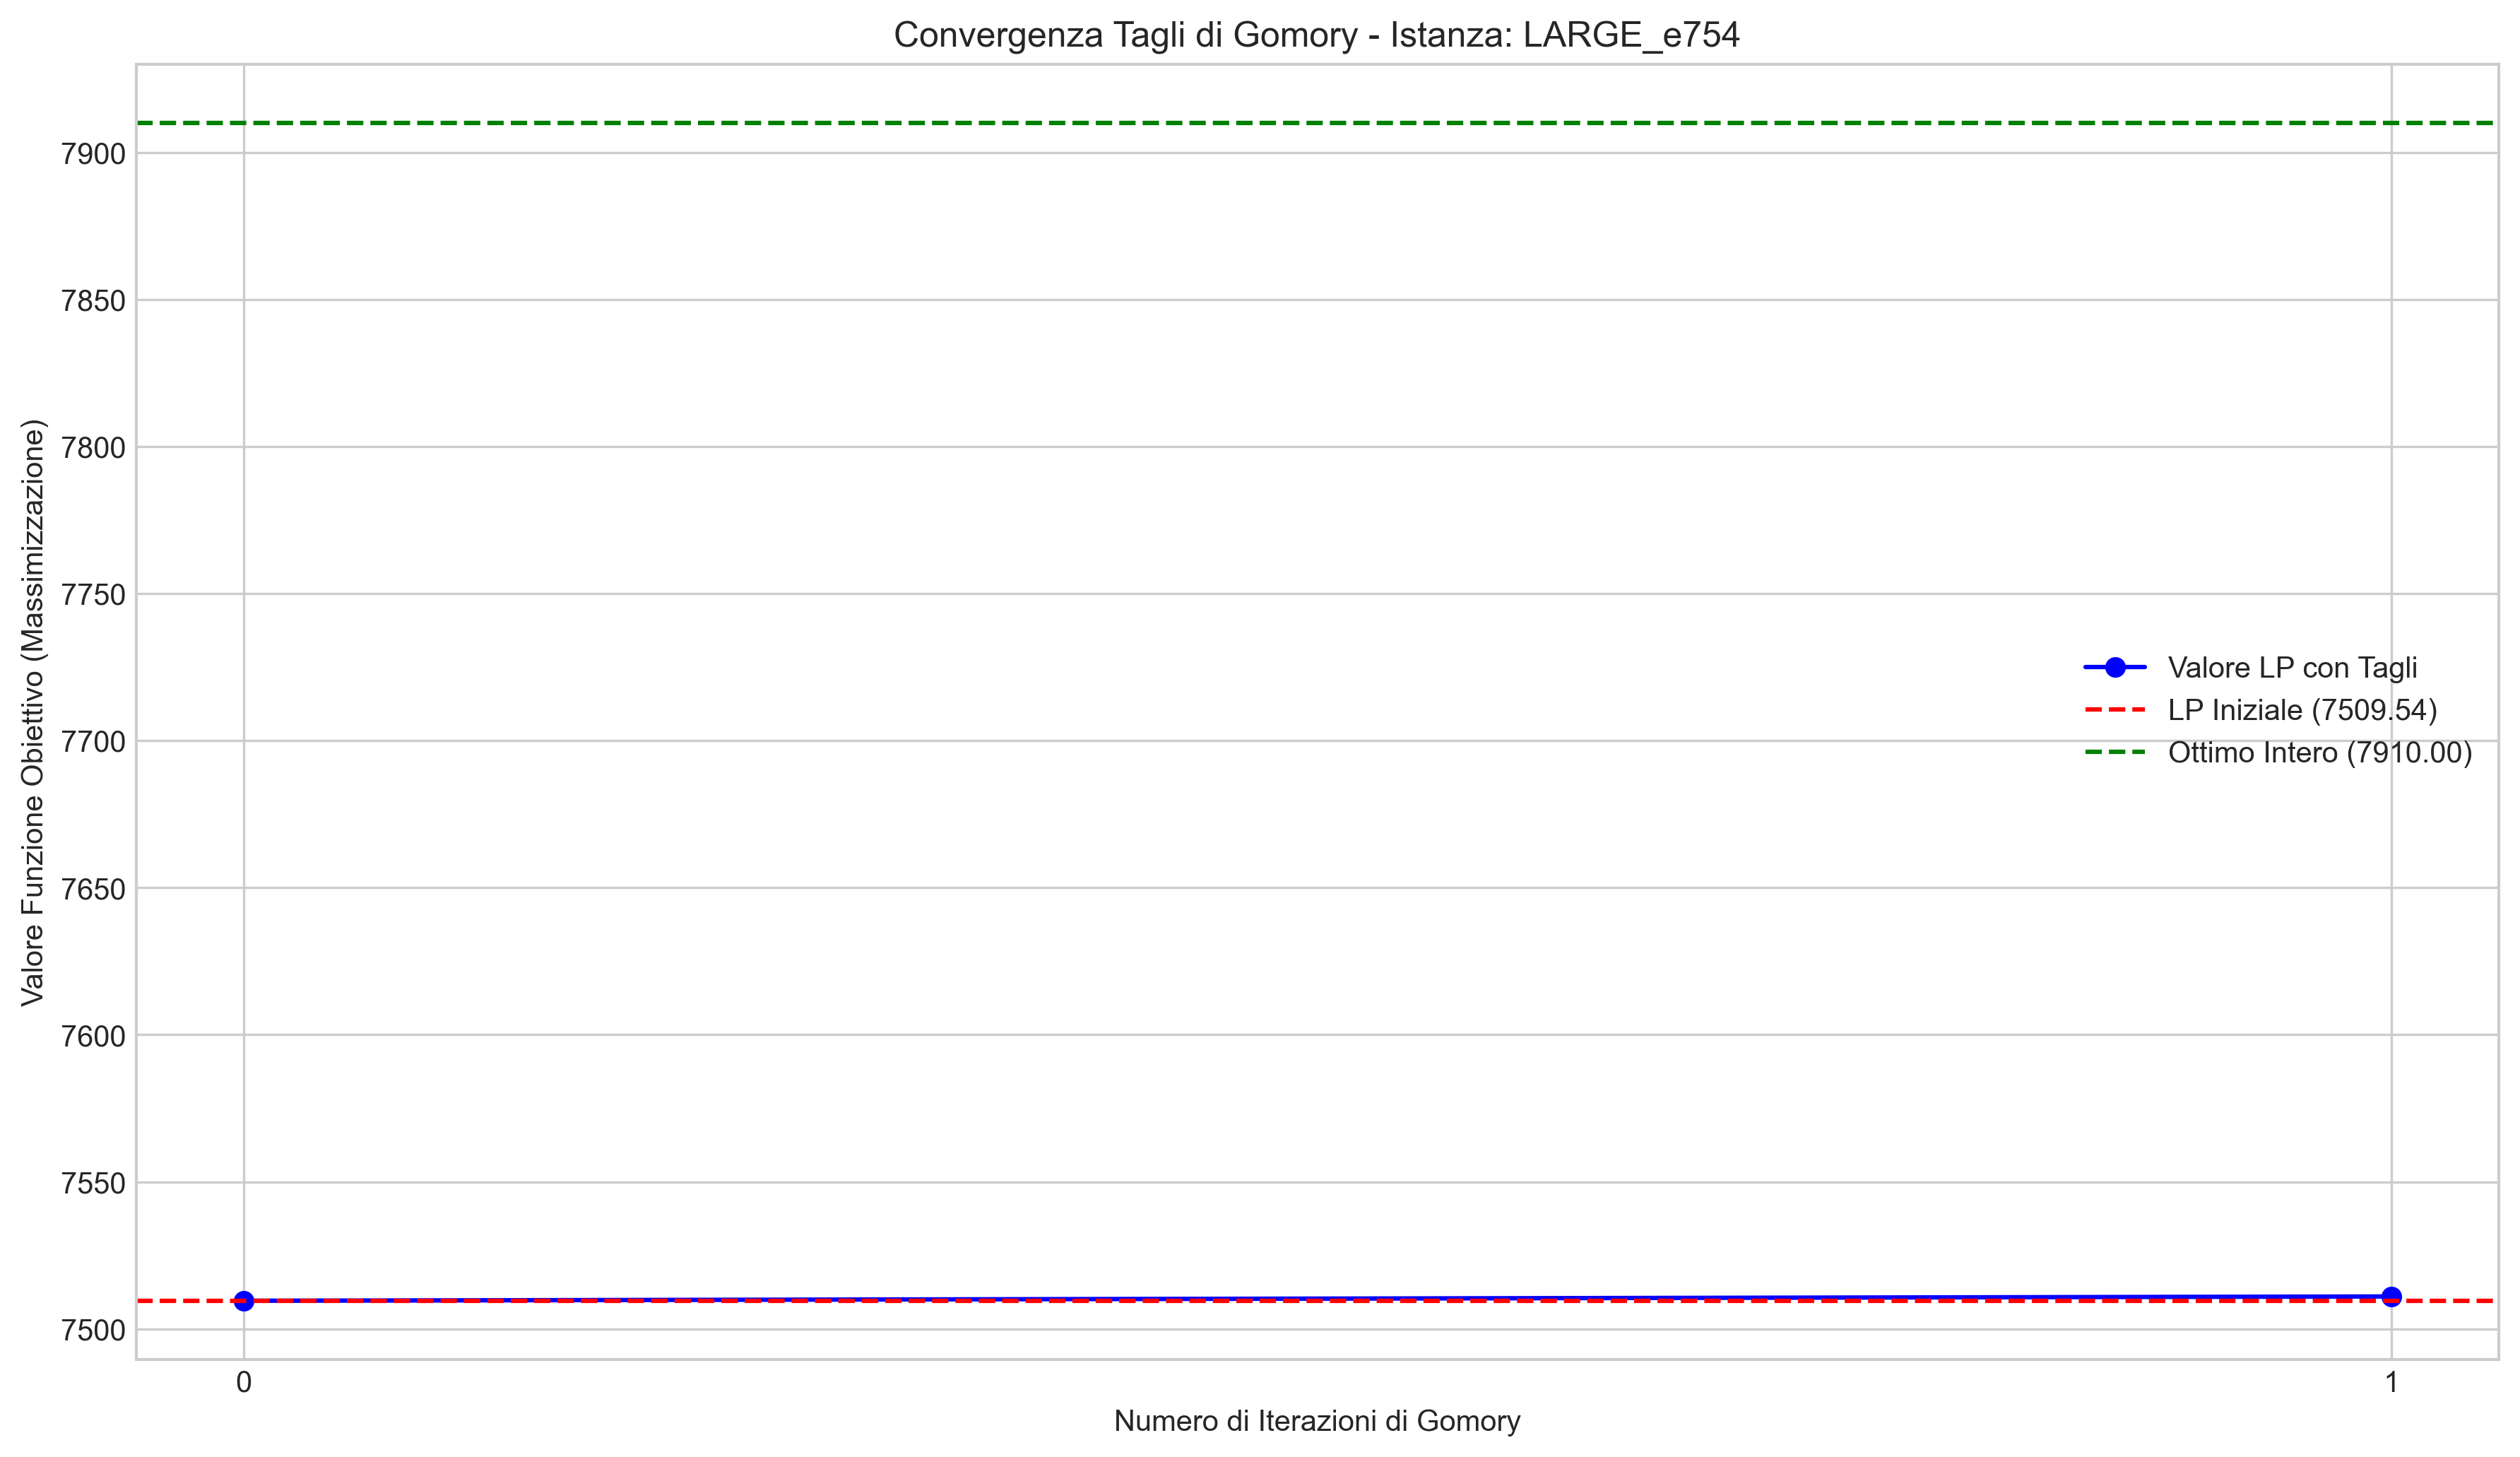 Convergenza Tagli di Gomory - Istanza: LARGE_e754
Valore Funzione Obiettivo (Massimizzazione)
7900
7850
7800
7750
7700
7650
7600
7550
7500
Valore LP con Tagli
LP Iniziale (7509.54)
Ottimo Intero (7910.00)
0
1
Numero di Iterazioni di Gomory